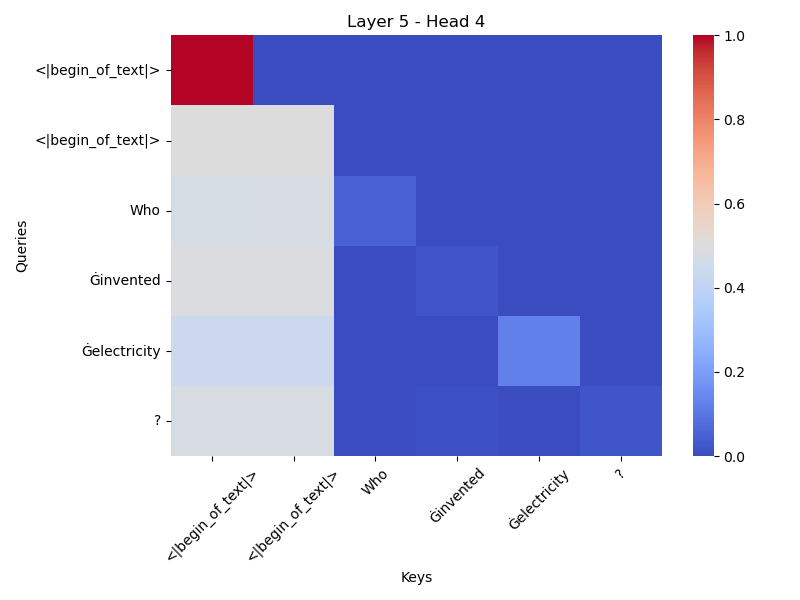 Layer 5 - Head 4
<|begin_of_text|>
<|begin_of_text|>
Who
Ġinvented
Ġelectricity
?
Queries
<|begin_of_text|>
<|begin_of_text|>
Who
Ġinvented
Ġelectricity
?
Keys
1.0
0.8
0.6
0.4
0.2
0.0